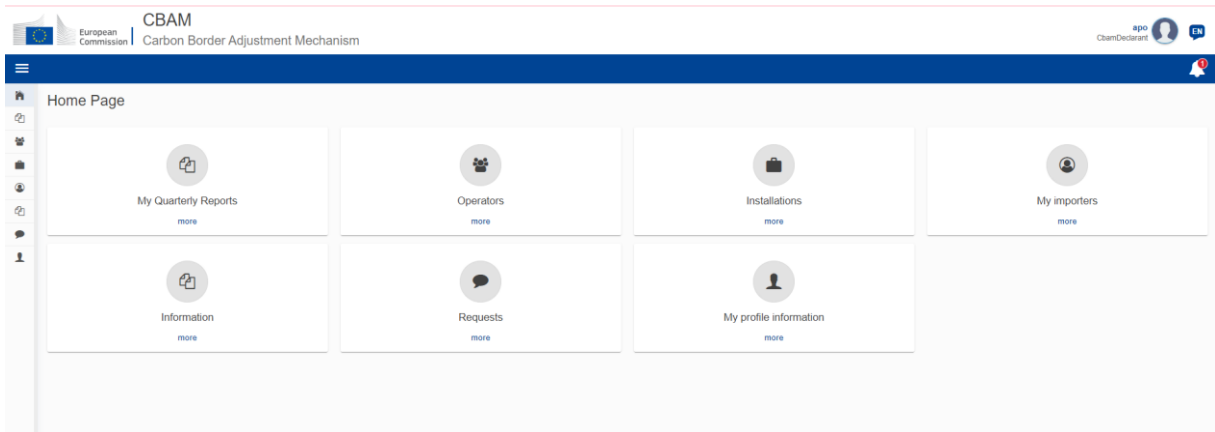 European
Commission
CBAM
Carbon Border Adjustment Mechanism
apo
CbamDeclarant
EN
1
Home Page
My Quarterly Reports
more
Operators
more
Installations
more
My importers
more
Information
more
Requests
more
My profile information
more